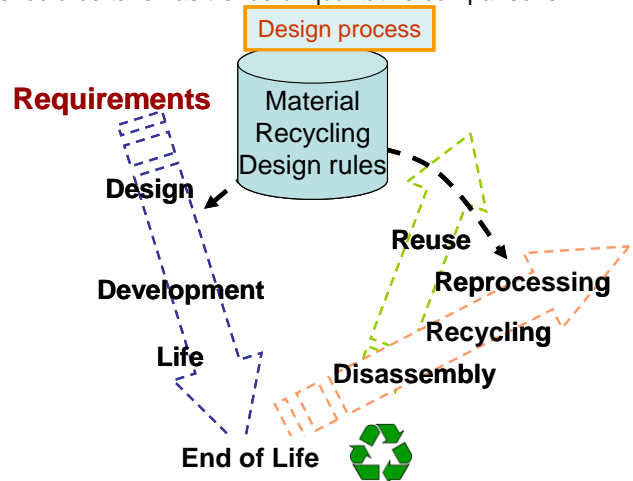 Design process
Requirements
Material
Recycling
Design rules
Design
Reuse
Development
Reprocessing
Recycling
Life
Disassembly
End of Life